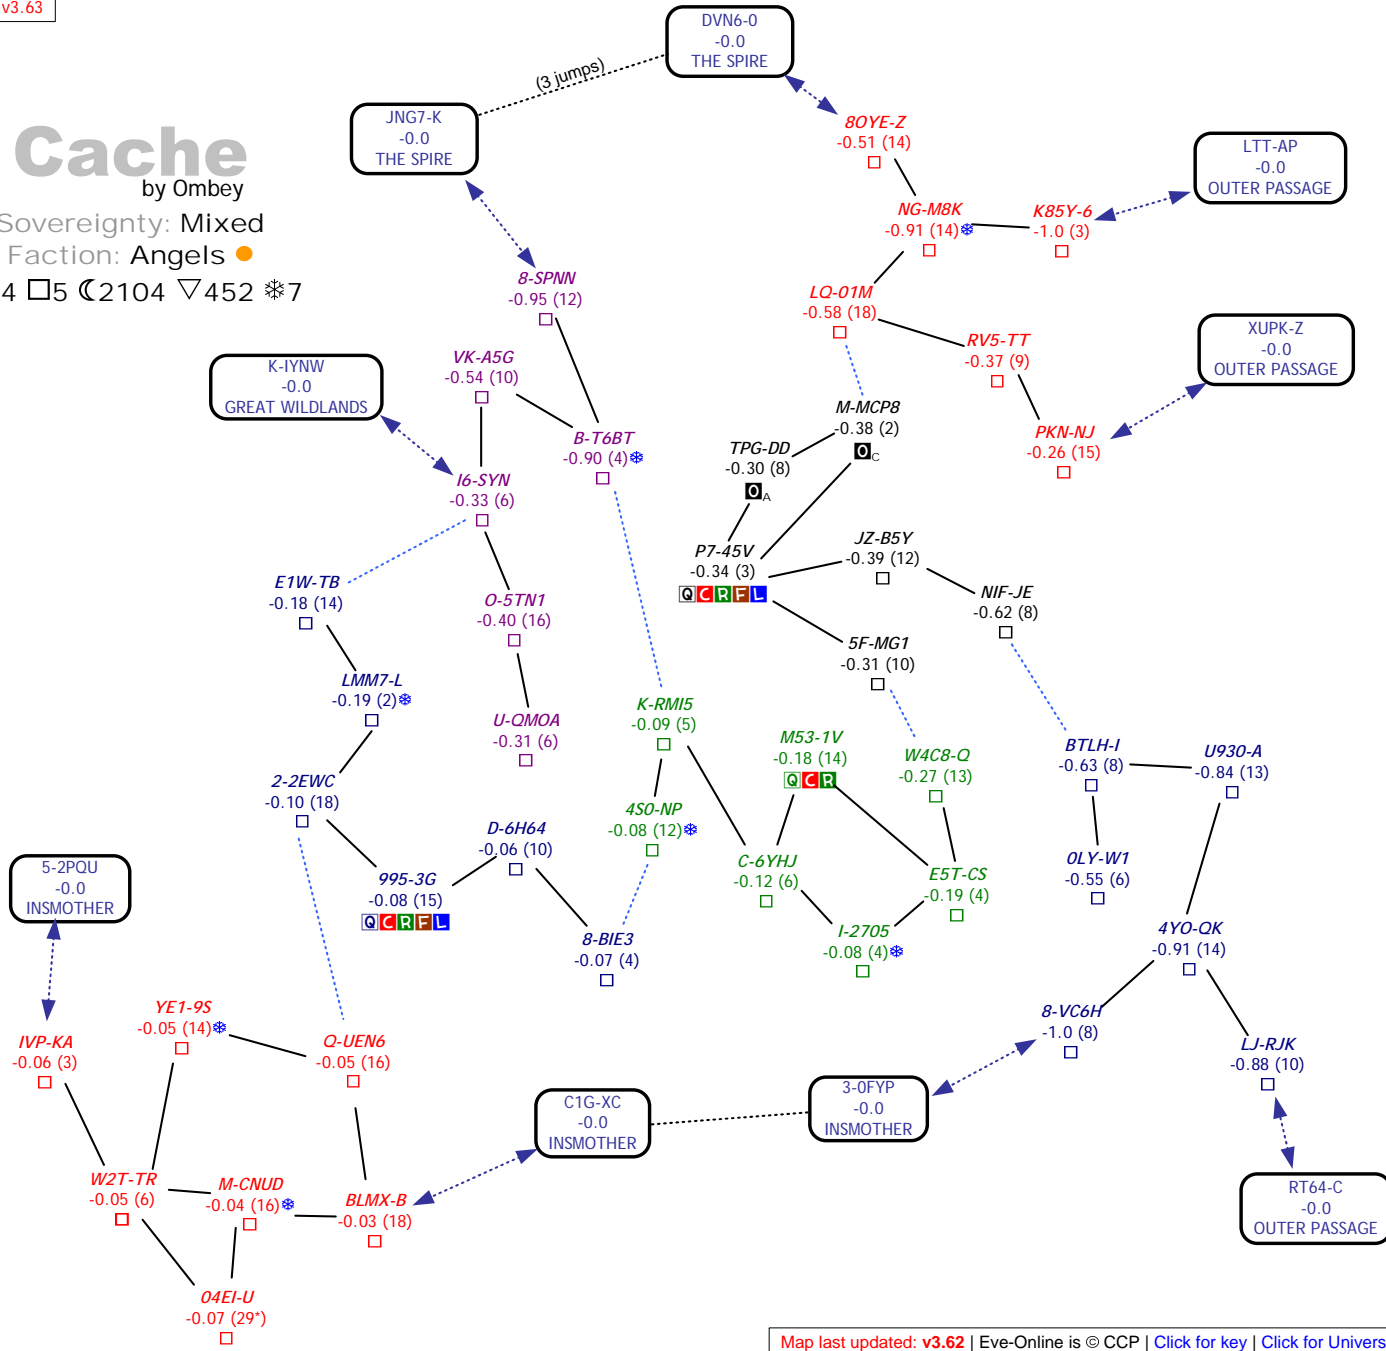 v3.63
Cache
by Ombey
Sovereignty: Mixed
Faction: Angels
4 5 2104 452 7
DVN6-0
-0.0
THE SPIRE
(3 jumps)
JNG7-K
-0.0
THE SPIRE
8OYE-Z
-0.51 (14)
LTT-AP
-0.0
OUTER PASSAGE
NG-M8K
-0.91 (14)
K85Y-6
-1.0 (3)
8-SPNN
-0.95 (12)
LQ-01M
-0.58 (18)
RV5-TT
-0.37 (9)
XUPK-Z
-0.0
OUTER PASSAGE
K-IYNW
-0.0
GREAT WILDLANDS
VK-A5G
-0.54 (10)
B-T6BT
-0.90 (4)
M-MCP8
-0.38 (2)
O C
TPG-DD
-0.30 (8)
O A
PKN-NJ
-0.26 (15)
I6-SYN
-0.33 (6)
P7-45V
-0.34 (3)
Q C R F L
JZ-B5Y
-0.39 (12)
NIF-JE
-0.62 (8)
E1W-TB
-0.18 (14)
O-5TN1
-0.40 (16)
5F-MG1
-0.31 (10)
LMM7-L
-0.19 (2)
U-QMOA
-0.31 (6)
K-RMI5
-0.09 (5)
M53-1V
-0.18 (14)
Q C R
W4C8-Q
-0.27 (13)
BTLH-I
-0.63 (8)
U930-A
-0.84 (13)
2-2EWC
-0.10 (18)
D-6H64
-0.06 (10)
4S0-NP
-0.08 (12)
C-6YHJ
-0.12 (6)
E5T-CS
-0.19 (4)
0LY-W1
-0.55 (6)
5-2PQU
-0.0
INSMOTHER
995-3G
-0.08 (15)
Q C R F L
8-BIE3
-0.07 (4)
I-2705
-0.08 (4)
4YO-QK
-0.91 (14)
YE1-9S
-0.05 (14)
IVP-KA
-0.06 (3)
Q-UEN6
-0.05 (16)
8-VC6H
-1.0 (8)
LJ-RJK
-0.88 (10)
C1G-XC
-0.0
INSMOTHER
3-0FYP
-0.0
INSMOTHER
W2T-TR
-0.05 (6)
M-CNUD
-0.04 (16)
BLMX-B
-0.03 (18)
RT64-C
-0.0
OUTER PASSAGE
04EI-U
-0.07 (29*)
Map last updated: v3.62 | Eve-Online is © CCP | Click for key | Click for Univers